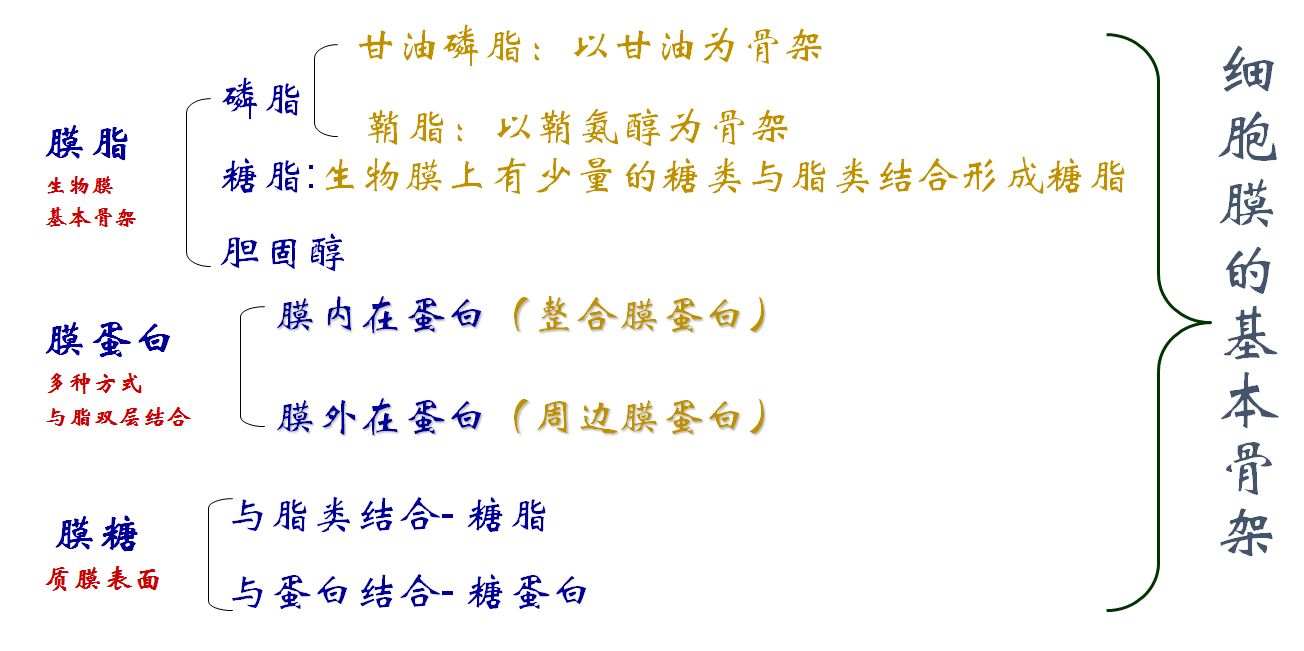 甘油磷脂：以甘油为骨架
磷脂
鞘脂：以鞘氨醇为骨架
膜脂
生物膜
基本骨架
糖脂:生物膜上有少量的糖类与脂类结合形成糖脂
胆固醇
膜内在蛋白（整合膜蛋白）
膜蛋白
多种方式
与脂双层结合
膜外在蛋白（周边膜蛋白）
与脂类结合-糖脂
膜糖
质膜表面
与蛋白结合-糖蛋白
细胞膜的基本骨架